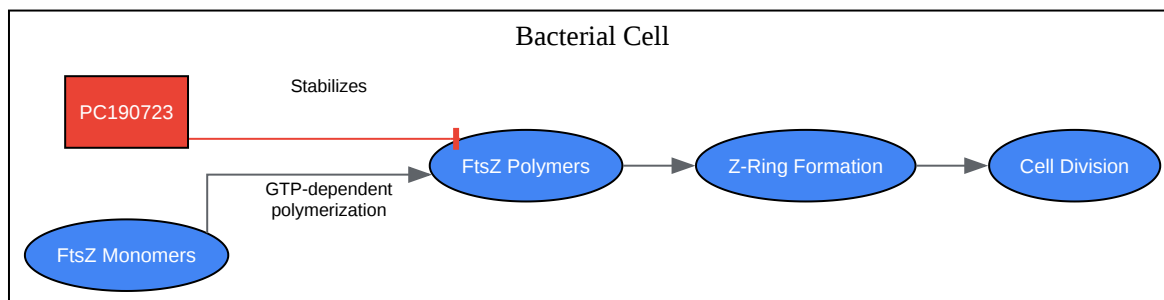 Bacterial Cell
Stabilizes
PC190723
FtsZ Polymers
Z-Ring Formation
Cell Division
GTP-dependent
polymerization
FtsZ Monomers